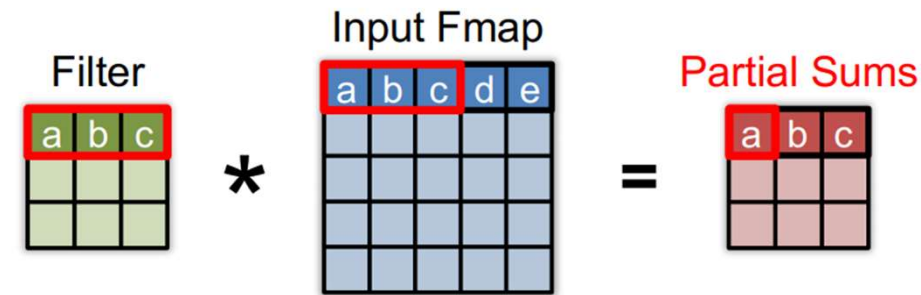 Input Fmap
Filter
Partial Sums
a b c
*
a b c d e
=
a b c